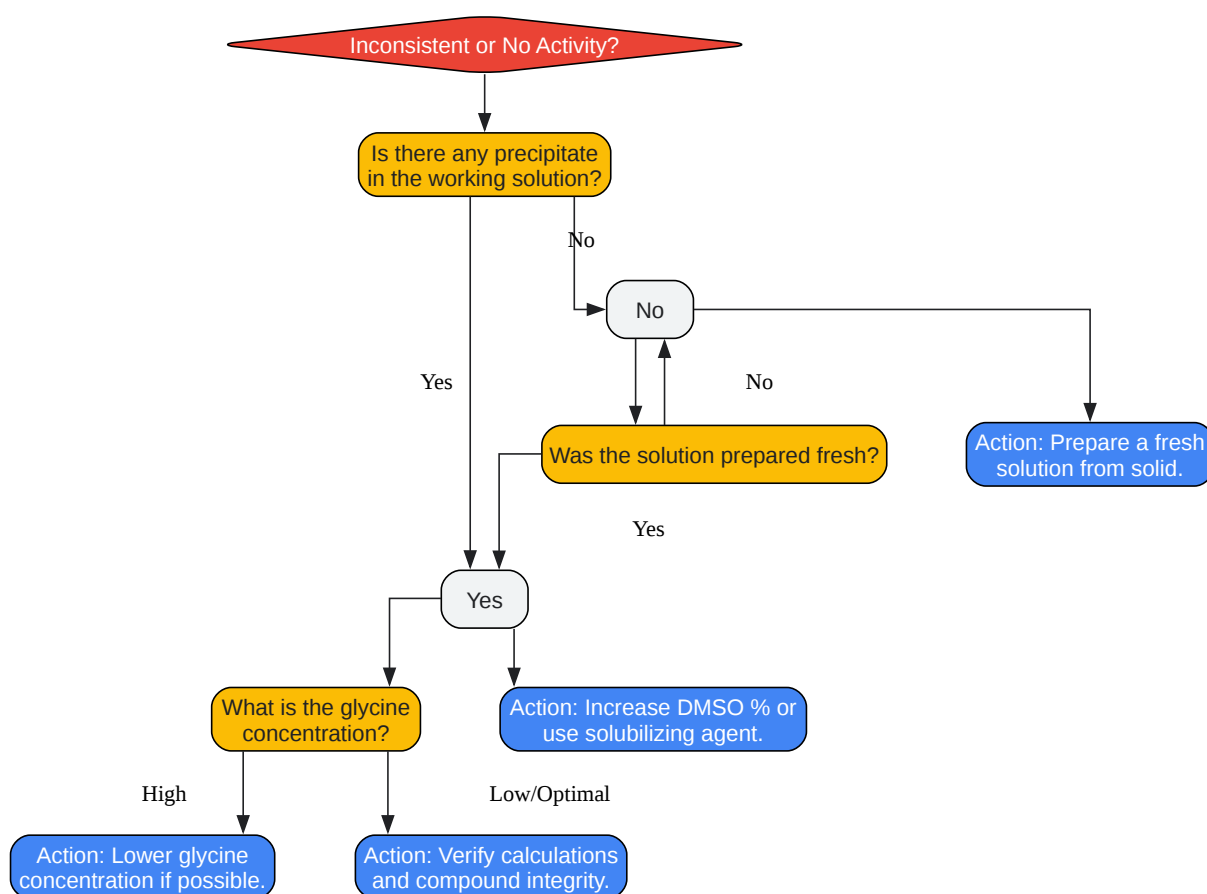 Inconsistent or No Activity?
Is there any precipitate
in the working solution?
No
No
Yes
No
Was the solution prepared fresh?
Action: Prepare a fresh
solution from solid.
Yes
Yes
What is the glycine
concentration?
Action: Increase DMSO % or
use solubilizing agent.
High
Low/Optimal
Action: Lower glycine
concentration if possible.
Action: Verify calculations
and compound integrity.